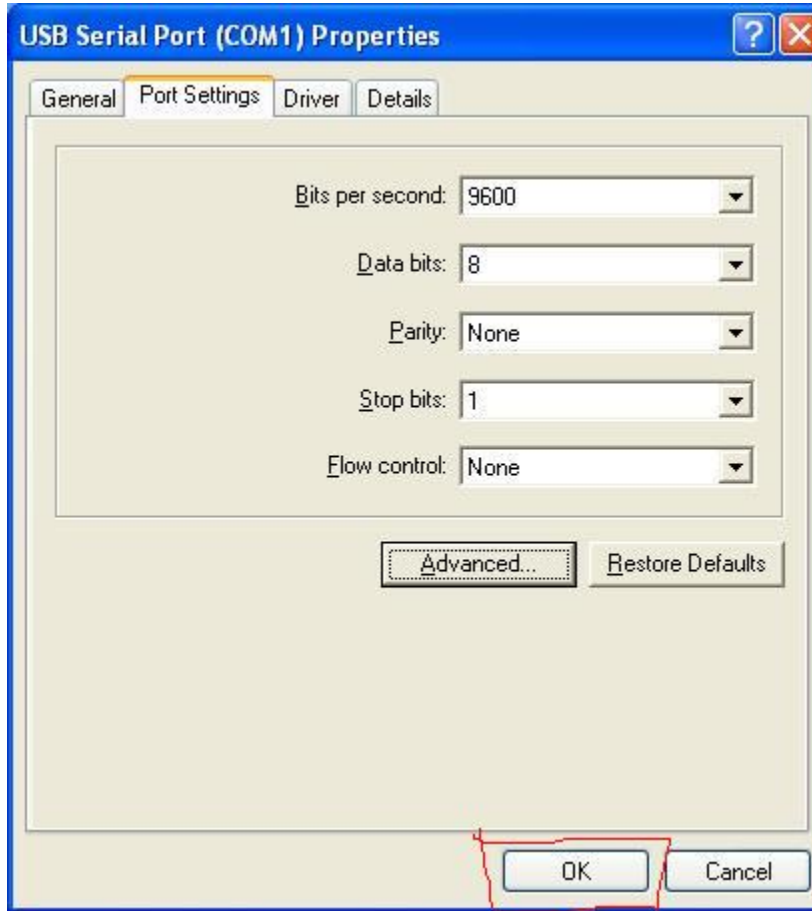 USB Serial Port (COM1) Properties
?
X
General Port Settings Driver Details
Bits per second: 9600
Data bits: 8
Parity: None
Stop bits: 1
Flow control: None
Advanced... Restore Defaults
OK Cancel